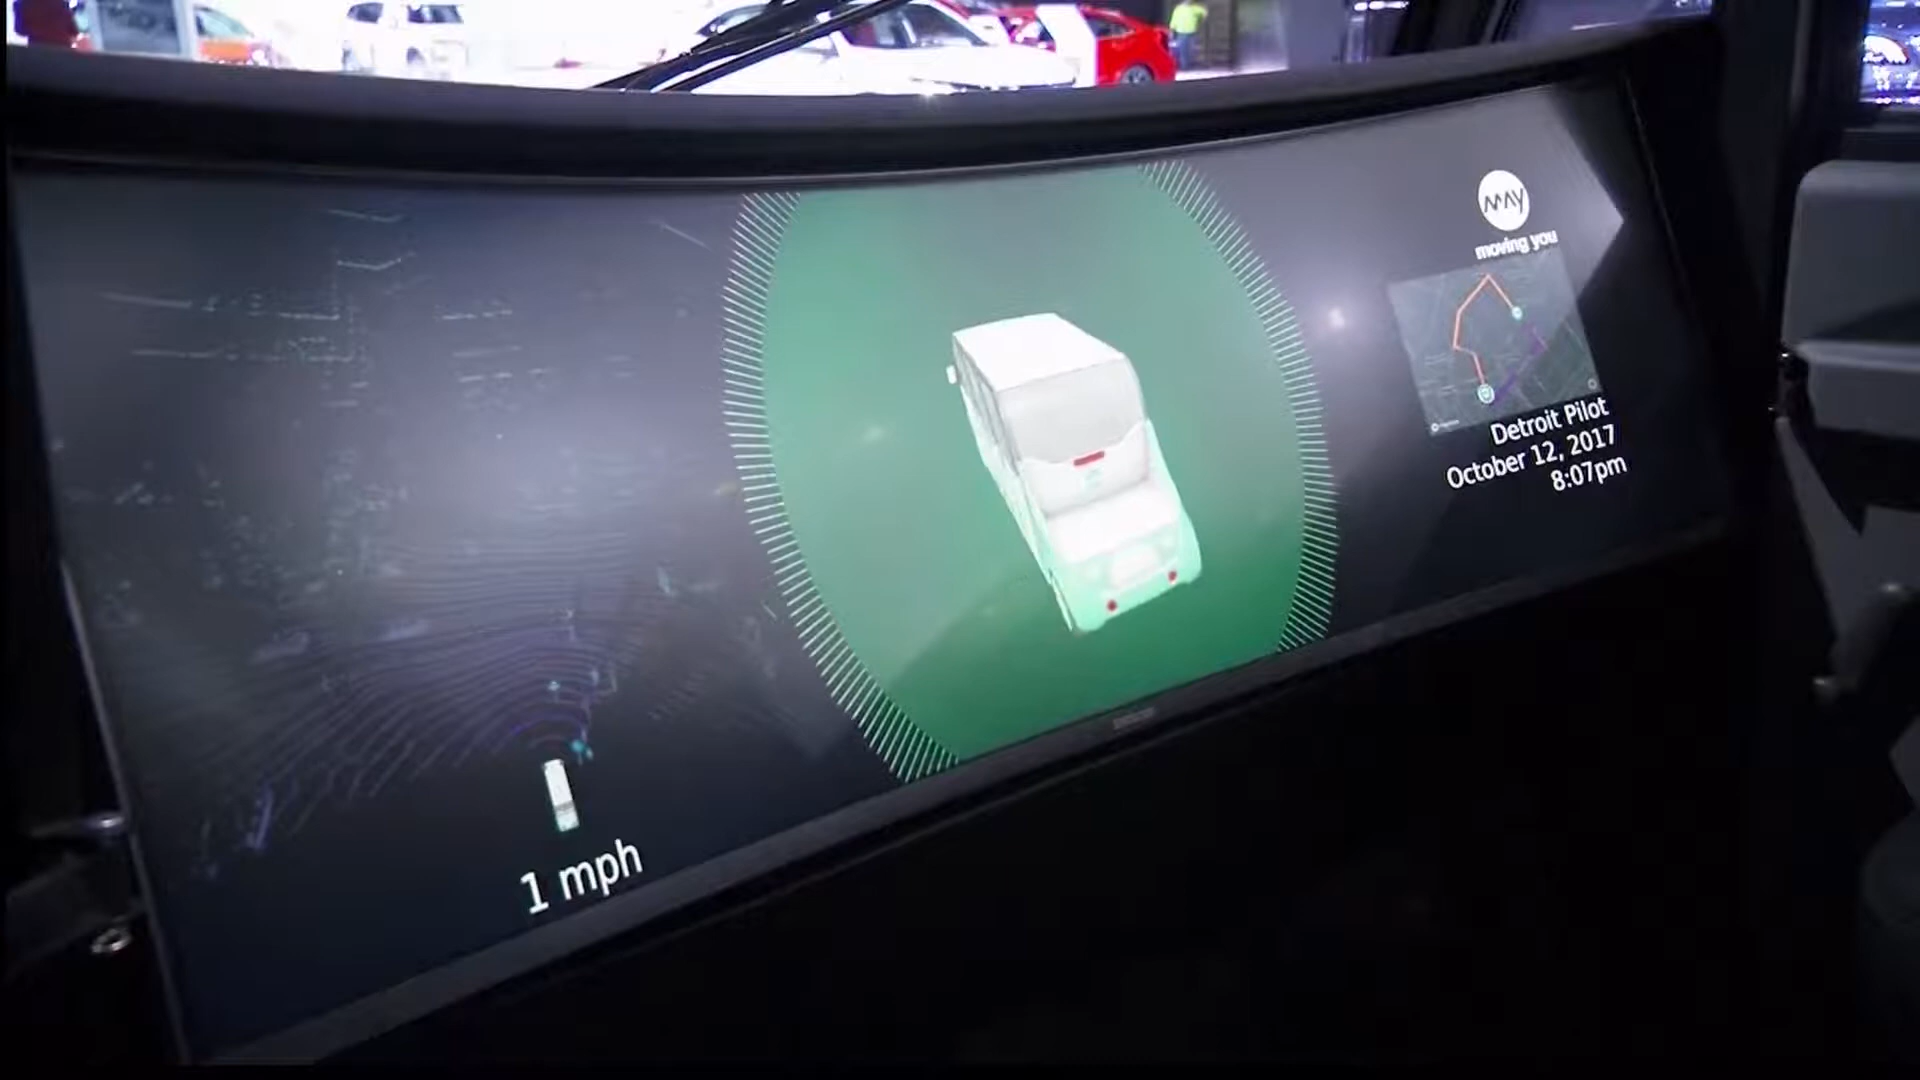 MAY
moving you
Detroit Pilot
October 12, 2017
8:07pm
1 mph